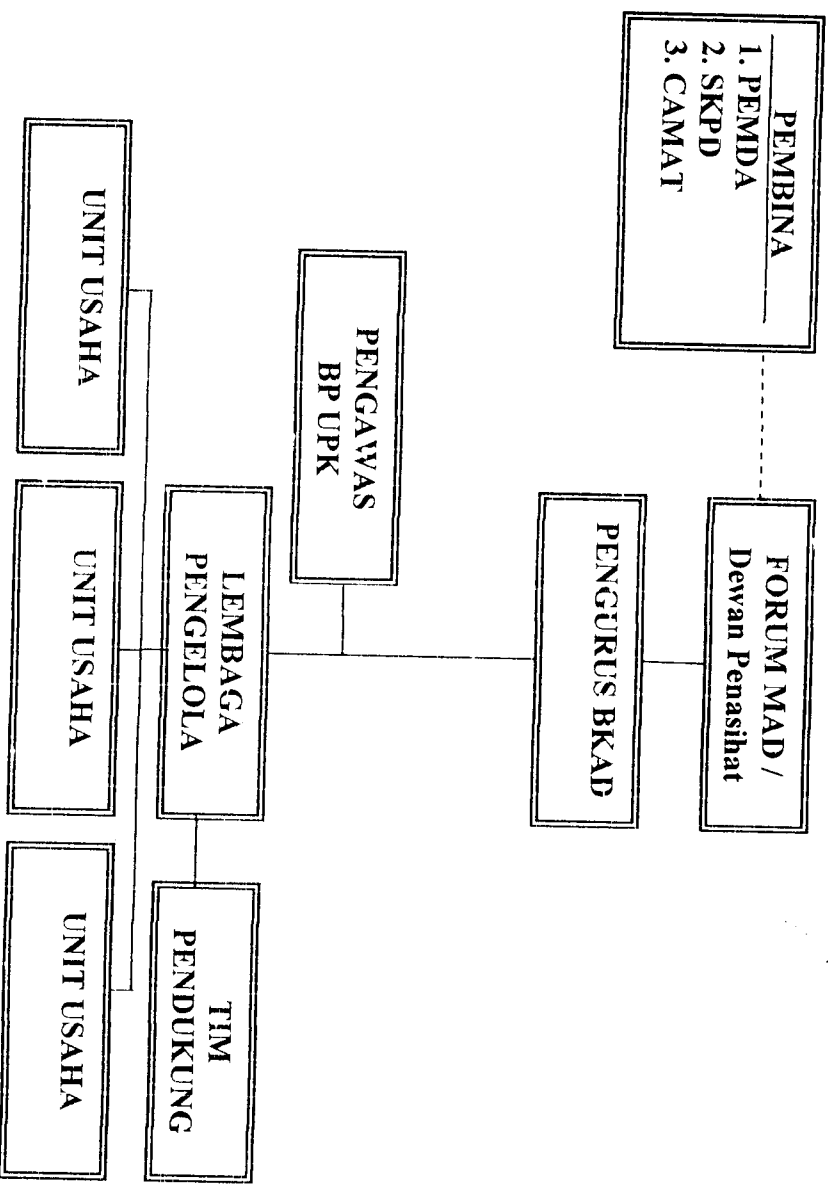 PEMBINA
1. PEMDA
2. SKPD
3. CAMAT
FORUM MAD /
Dewan Penasihat
PENGURUS BKAD
PENGAWAS
BP UPK
LEMBAGA
PENGELOLA
TIM
PENDUKUNG
UNIT USAHA
UNIT USAHA
UNIT USAHA